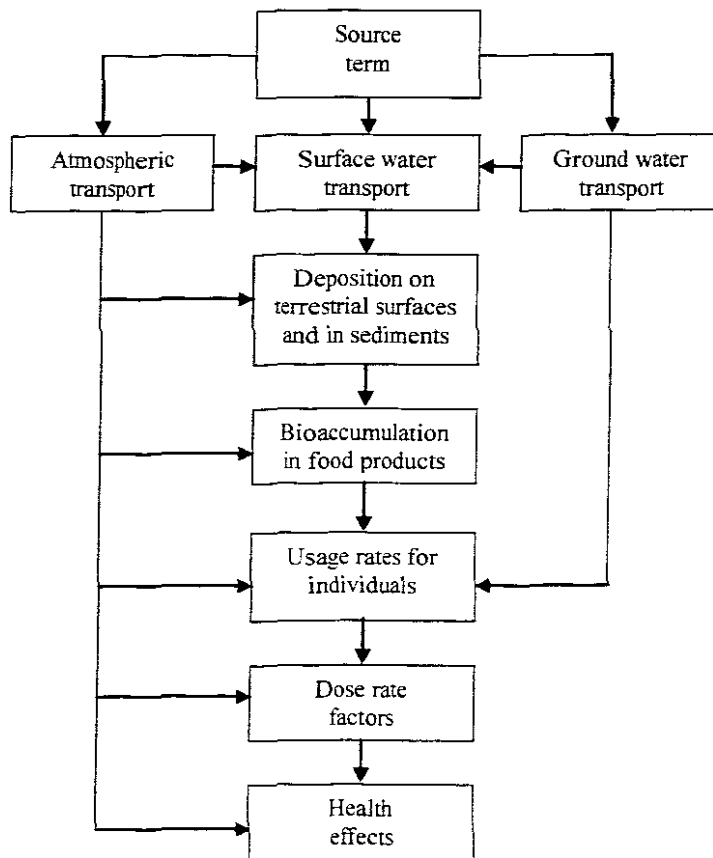 Source
term
Atmospheric
transport
Surface water
transport
Ground water
transport
Deposition on
terrestrial surfaces
and in sediments
Bioaccumulation
in food products
Usage rates for
individuals
Dose rate
factors
Health
effects